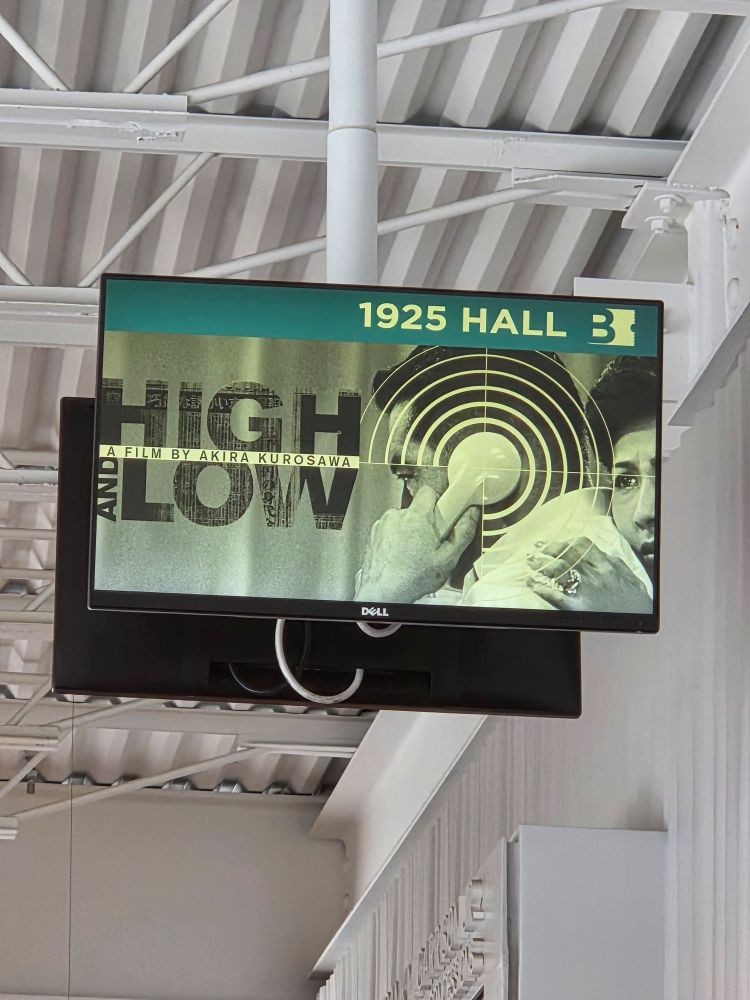 1925 HALL B
HIGH
A FILM BY AKIRA KUROSAWA
AND
LOW
DELL